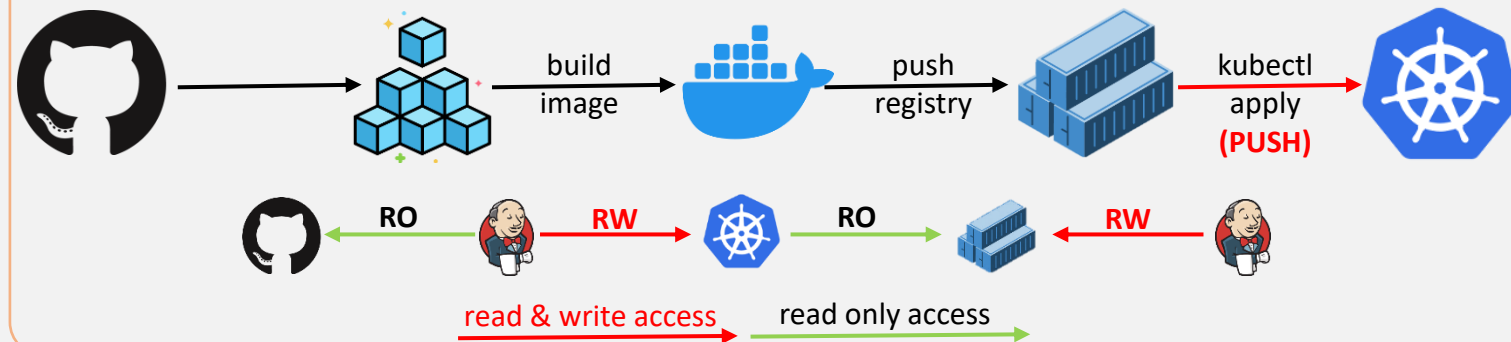 build
image
push
registry
kubectl
apply
(PUSH)
RO
RW
RO
RW
read & write access
read only access